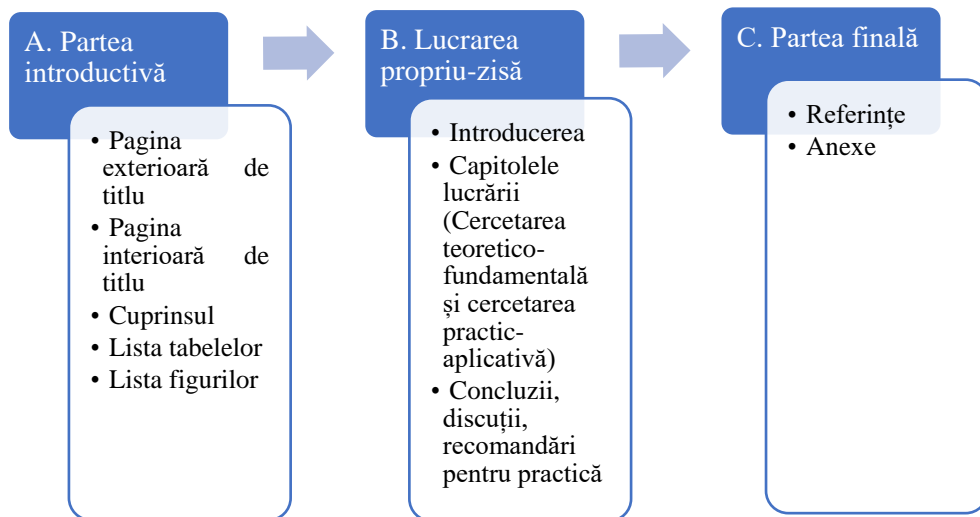 A. Partea
introductivă
• Pagina
exterioară de
titlu
• Pagina
interioară de
titlu
• Cuprinsul
• Lista tabelelor
• Lista figurilor
B. Lucrarea
propriu-zisă
• Introducerea
• Capitolele
lucrării
(Cercetarea
teoretico-
fundamentală
și cercetarea
practic-
aplicativă)
• Concluzii,
discuții,
recomandări
pentru practică
C. Partea finală
• Referințe
• Anexe